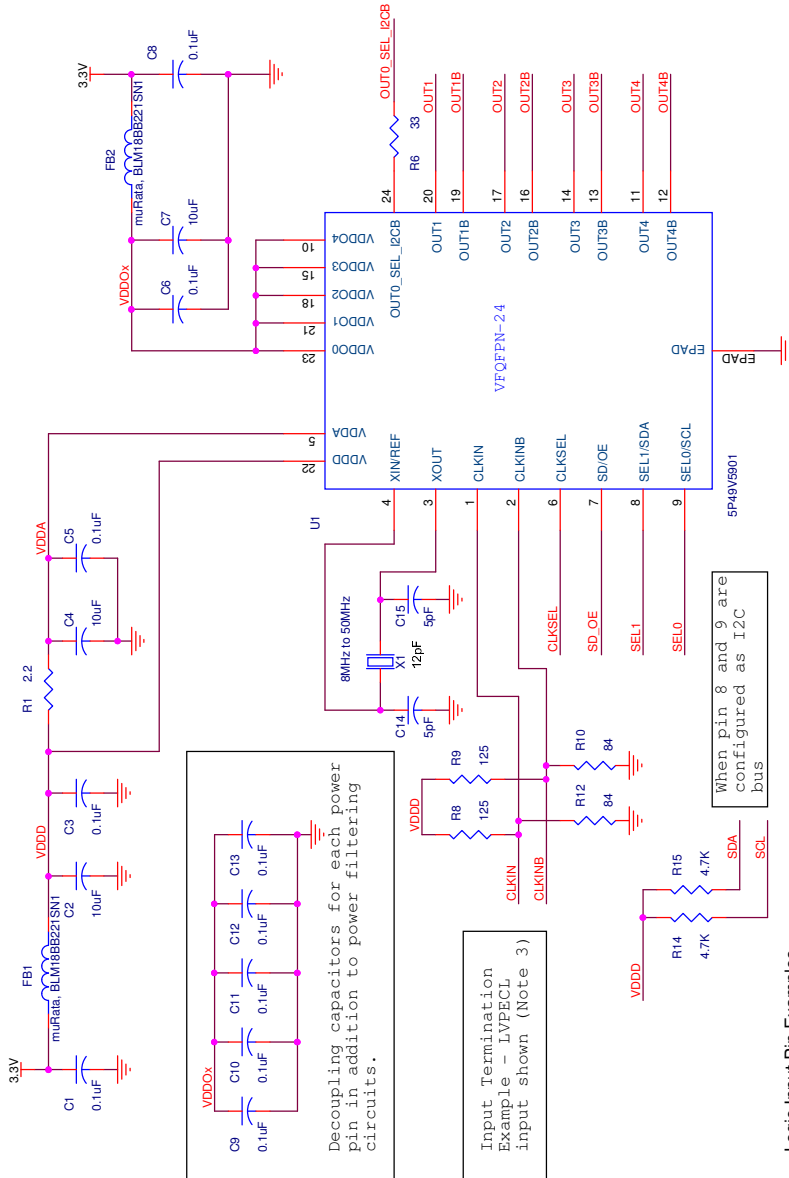 3.3V
C1
0.1uF
FB1
muRata, BLM18BB221SN1
C2
10uF
VDDD
C3
0.1uF
R1
2.2
C4
10uF
VDDA
C5
0.1uF
VDDOx
C9
0.1uF
C10
0.1uF
C11
0.1uF
C12
0.1uF
C13
0.1uF
Decoupling capacitors for each power
pin in addition to power filtering
circuits.
VDDOx
C6
0.1uF
C7
10uF
FB2
muRata, BLM18BB221SN1
3.3V
C8
0.1uF
8MHz to 50MHz
C14
5pF
X1
12pF
C15
5pF
U1
22
VDDD
5
VDDA
23
VDDO0
21
VDDO1
18
VDDO2
15
VDDO3
10
VDDO4
4
XIN/REF
3
XOUT
1
CLKIN
2
CLKINB
6
CLKSEL
7
SD/OE
8
SEL1/SDA
9
SEL0/SCL
VFQFPN-24
EPAD
EPAD
5P49V5901
OUT0_SEL_I2CB
24
R6
33
OUT0_SEL_I2CB
OUT1
20
OUT1
OUT1B
19
OUT1B
OUT2
17
OUT2
OUT2B
16
OUT2B
OUT3
14
OUT3
OUT3B
13
OUT3B
OUT4
11
OUT4
OUT4B
12
OUT4B
CLKSEL
SD_OE
SEL1
SEL0
Input Termination
Example - LVPECL
input shown (Note 3)
CLKIN
CLKINB
VDDD
R8
125
R9
125
R12
84
R10
84
VDDD
R14
4.7K
R15
4.7K
SDA
SCL
When pin 8 and 9 are
configured as I2C
bus